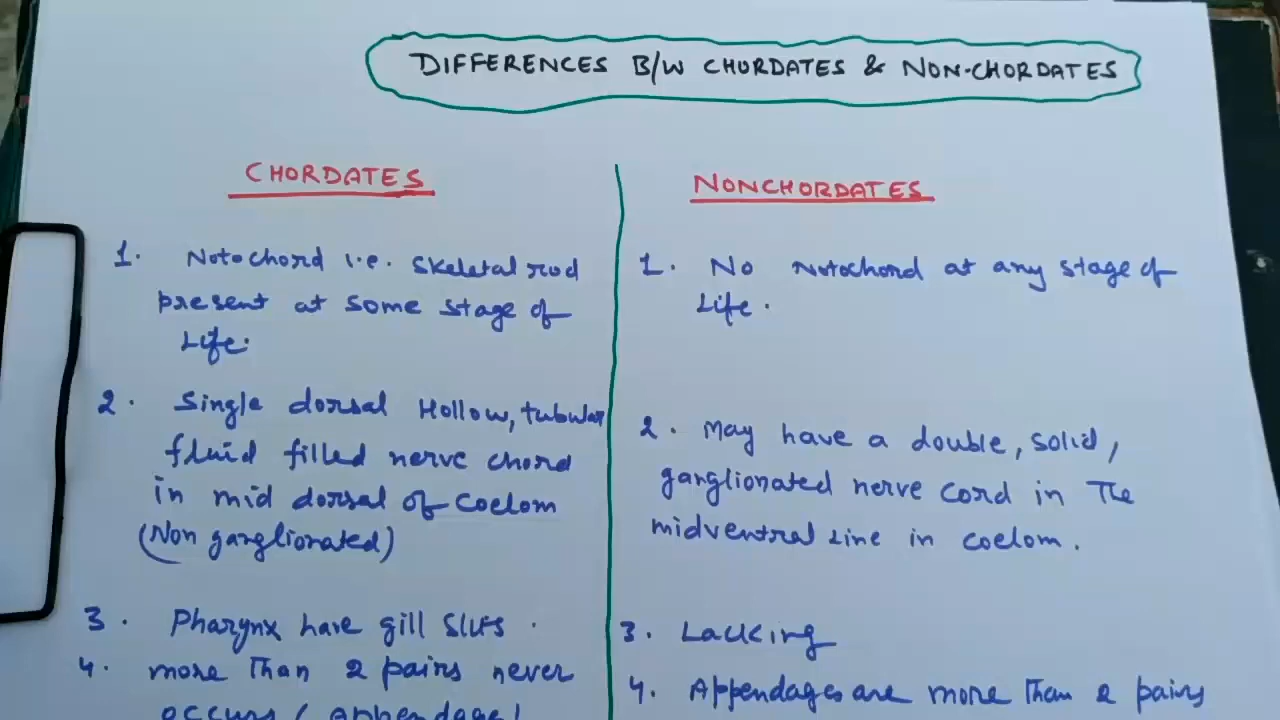 DIFFERENCES B/W CHORDATES & NON-CHORDATES
CHORDATES
1. Notochord i.e. skeletal rod
present at some stage of
Life.
2. Single dorsal Hollow, tubular
fluid filled nerve chord
in mid dorsal of coelom
(Non ganglionated)
3. Pharynx have gill slits.
4. more Than 2 pairs never
occurs (appendage)
NONCHORDATES
1. No notochord at any stage of
Life.
2. May have a double, solid,
ganglionated nerve cord in The
midventral Line in coelom.
3. Lacking
4. Appendages are more Than 2 pairs